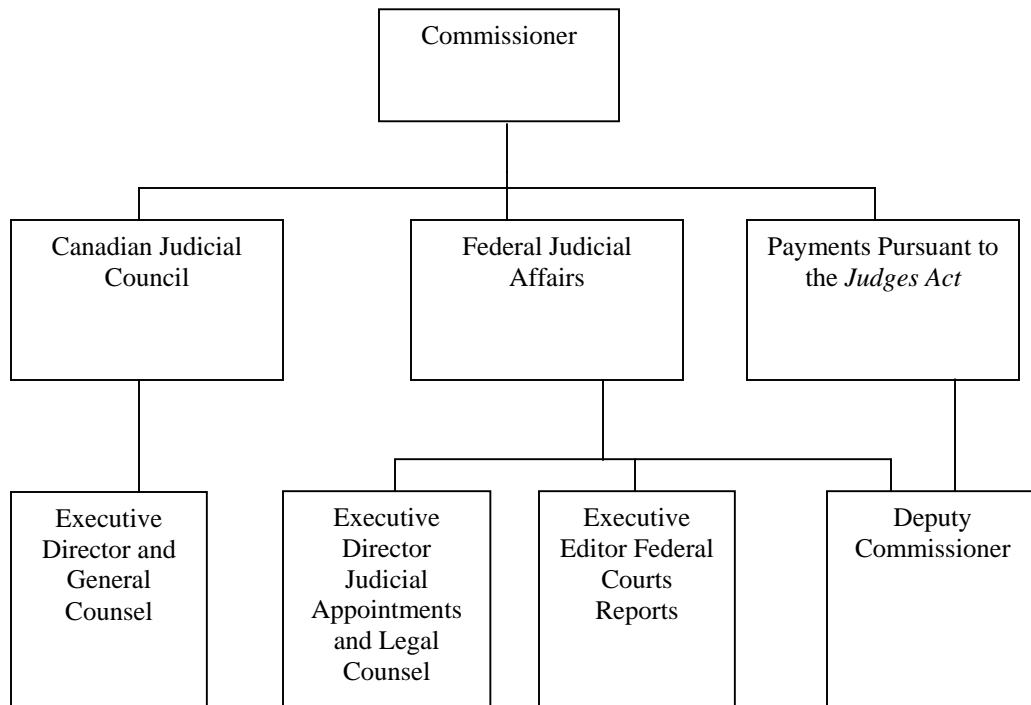 Commissioner
Canadian Judicial
Council
Federal Judicial
Affairs
Payments Pursuant to
the Judges Act
Executive
Director and
General
Counsel
Executive
Director
Judicial
Appointments
and Legal
Counsel
Executive
Editor Federal
Courts
Reports
Deputy
Commissioner